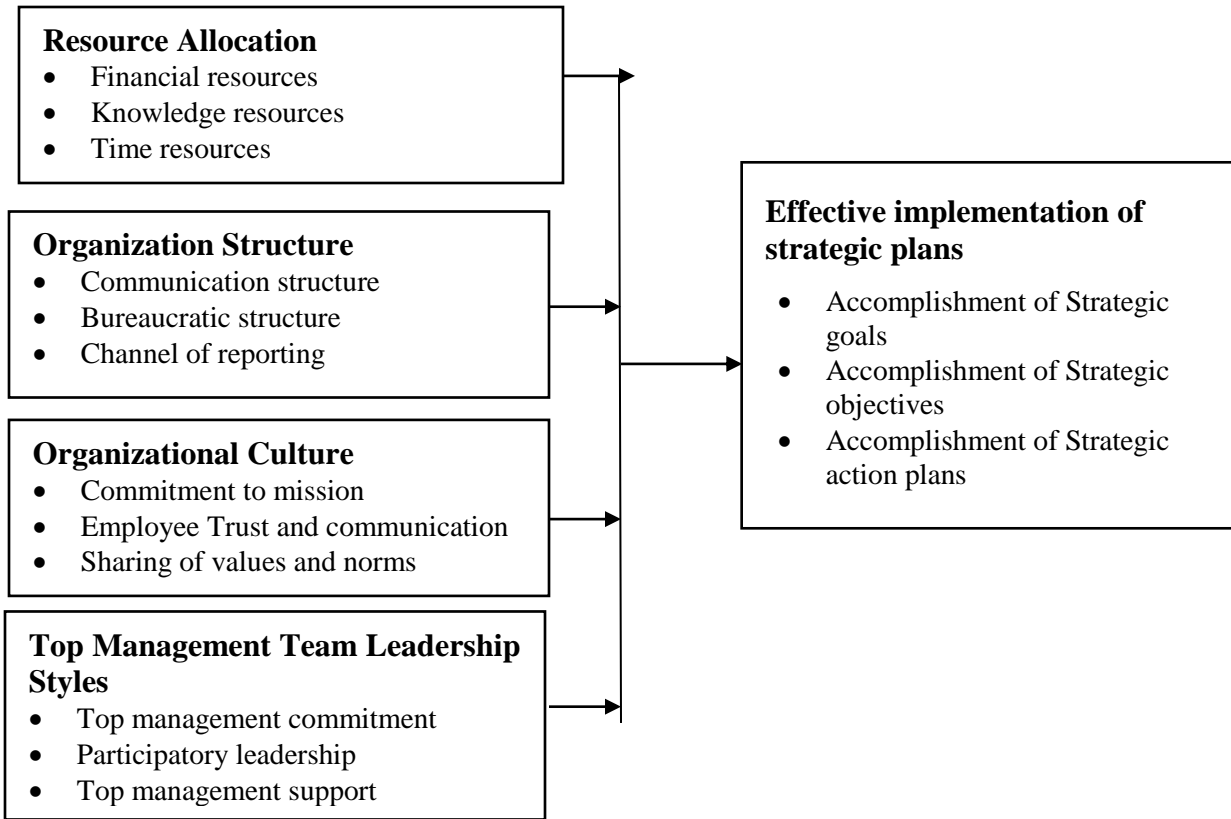 Resource Allocation
• Financial resources
• Knowledge resources
• Time resources
Organization Structure
• Communication structure
• Bureaucratic structure
• Channel of reporting
Organizational Culture
• Commitment to mission
• Employee Trust and communication
• Sharing of values and norms
Top Management Team Leadership
Styles
• Top management commitment
• Participatory leadership
• Top management support
Effective implementation of
strategic plans
• Accomplishment of Strategic
goals
• Accomplishment of Strategic
objectives
• Accomplishment of Strategic
action plans